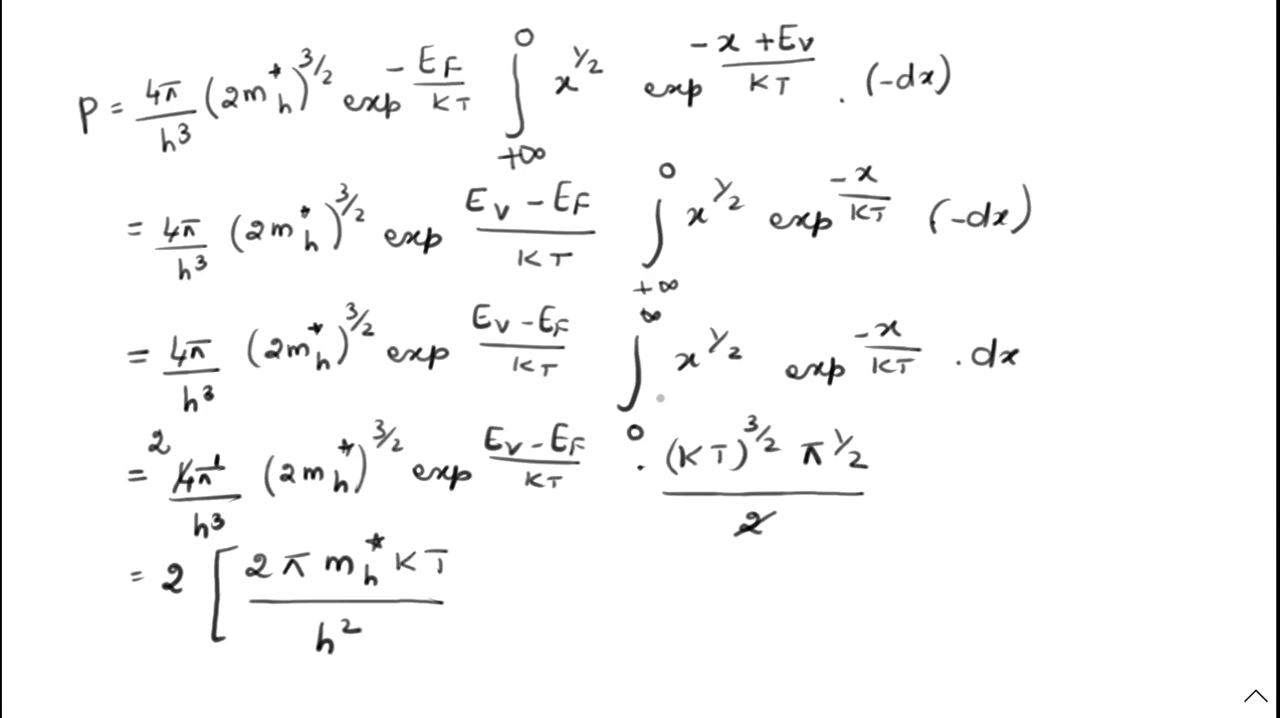 P = 4π/h³ (2m*h)^3/2 exp^(-EF/KT) ∫_{+∞}^{0} x^1/2 exp^((-x+Ev)/KT) . (-dx)
= 4π/h³ (2m*h)^3/2 exp (Ev-EF)/KT ∫_{+∞}^{0} x^1/2 exp^(-x/KT) (-dx)
= 4π/h³ (2m*h)^3/2 exp (Ev-EF)/KT ∫_{0}^{∞} x^1/2 exp^(-x/KT) . dx
= 2 4π^1/h³ (2m*h)^3/2 exp (Ev-EF)/KT . (KT)^3/2 π^1/2 / 2
= 2 [ 2πm*h KT / h²